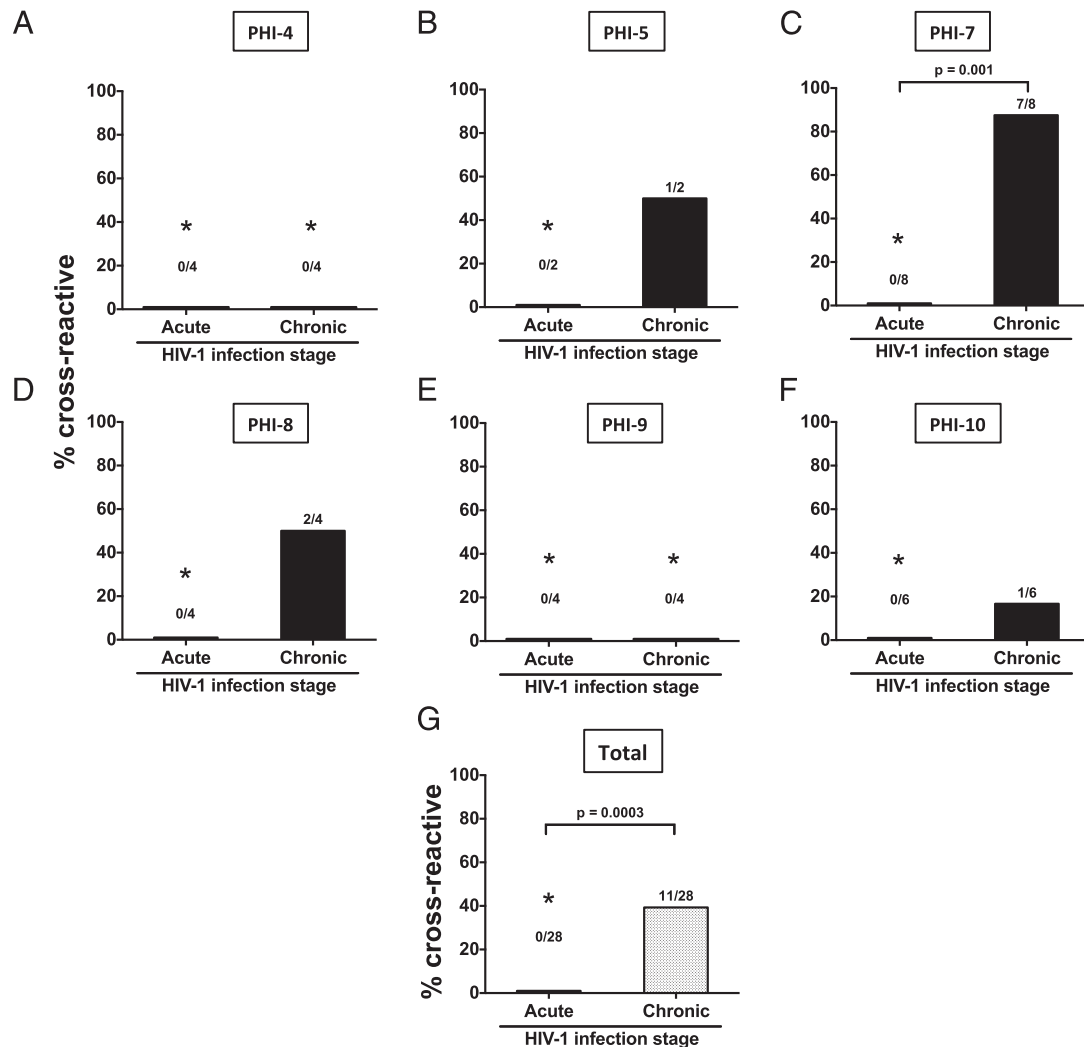 A
PHI-4
% cross-reactive
100
80
60
40
20
0
*
0/4
*
0/4
Acute
Chronic
HIV-1 infection stage
B
PHI-5
100
80
60
40
20
0
*
0/2
1/2
Acute
Chronic
HIV-1 infection stage
C
PHI-7
p = 0.001
100
80
60
40
20
0
*
0/8
7/8
Acute
Chronic
HIV-1 infection stage
D
PHI-8
100
80
60
40
20
0
*
0/4
2/4
Acute
Chronic
HIV-1 infection stage
E
PHI-9
100
80
60
40
20
0
*
0/4
*
0/4
Acute
Chronic
HIV-1 infection stage
F
PHI-10
100
80
60
40
20
0
*
0/6
1/6
Acute
Chronic
HIV-1 infection stage
G
Total
% cross-reactive
100
80
60
40
20
0
p = 0.0003
*
0/28
11/28
Acute
Chronic
HIV-1 infection stage